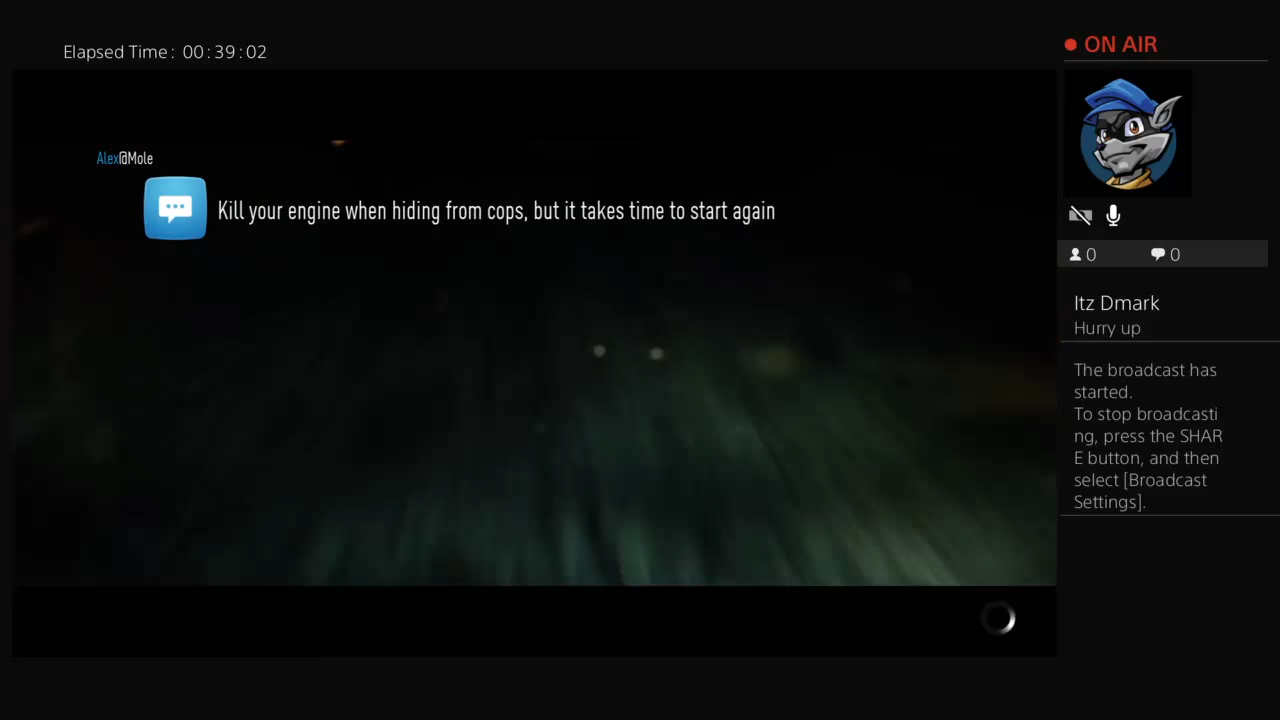 Elapsed Time: 00:39:02
ON AIR
Alex@Mole
Kill your engine when hiding from cops, but it takes time to start again
0 0
Itz Dmark
Hurry up
The broadcast has
started.
To stop broadcasti
ng, press the SHAR
E button, and then
select [Broadcast
Settings].